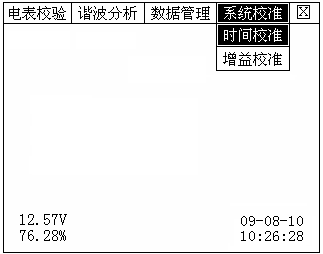 电表校验 谐波分析 数据管理 系统校准 ☒
时间校准
增益校准
12.57V 09-08-10
76.28% 10:26:28